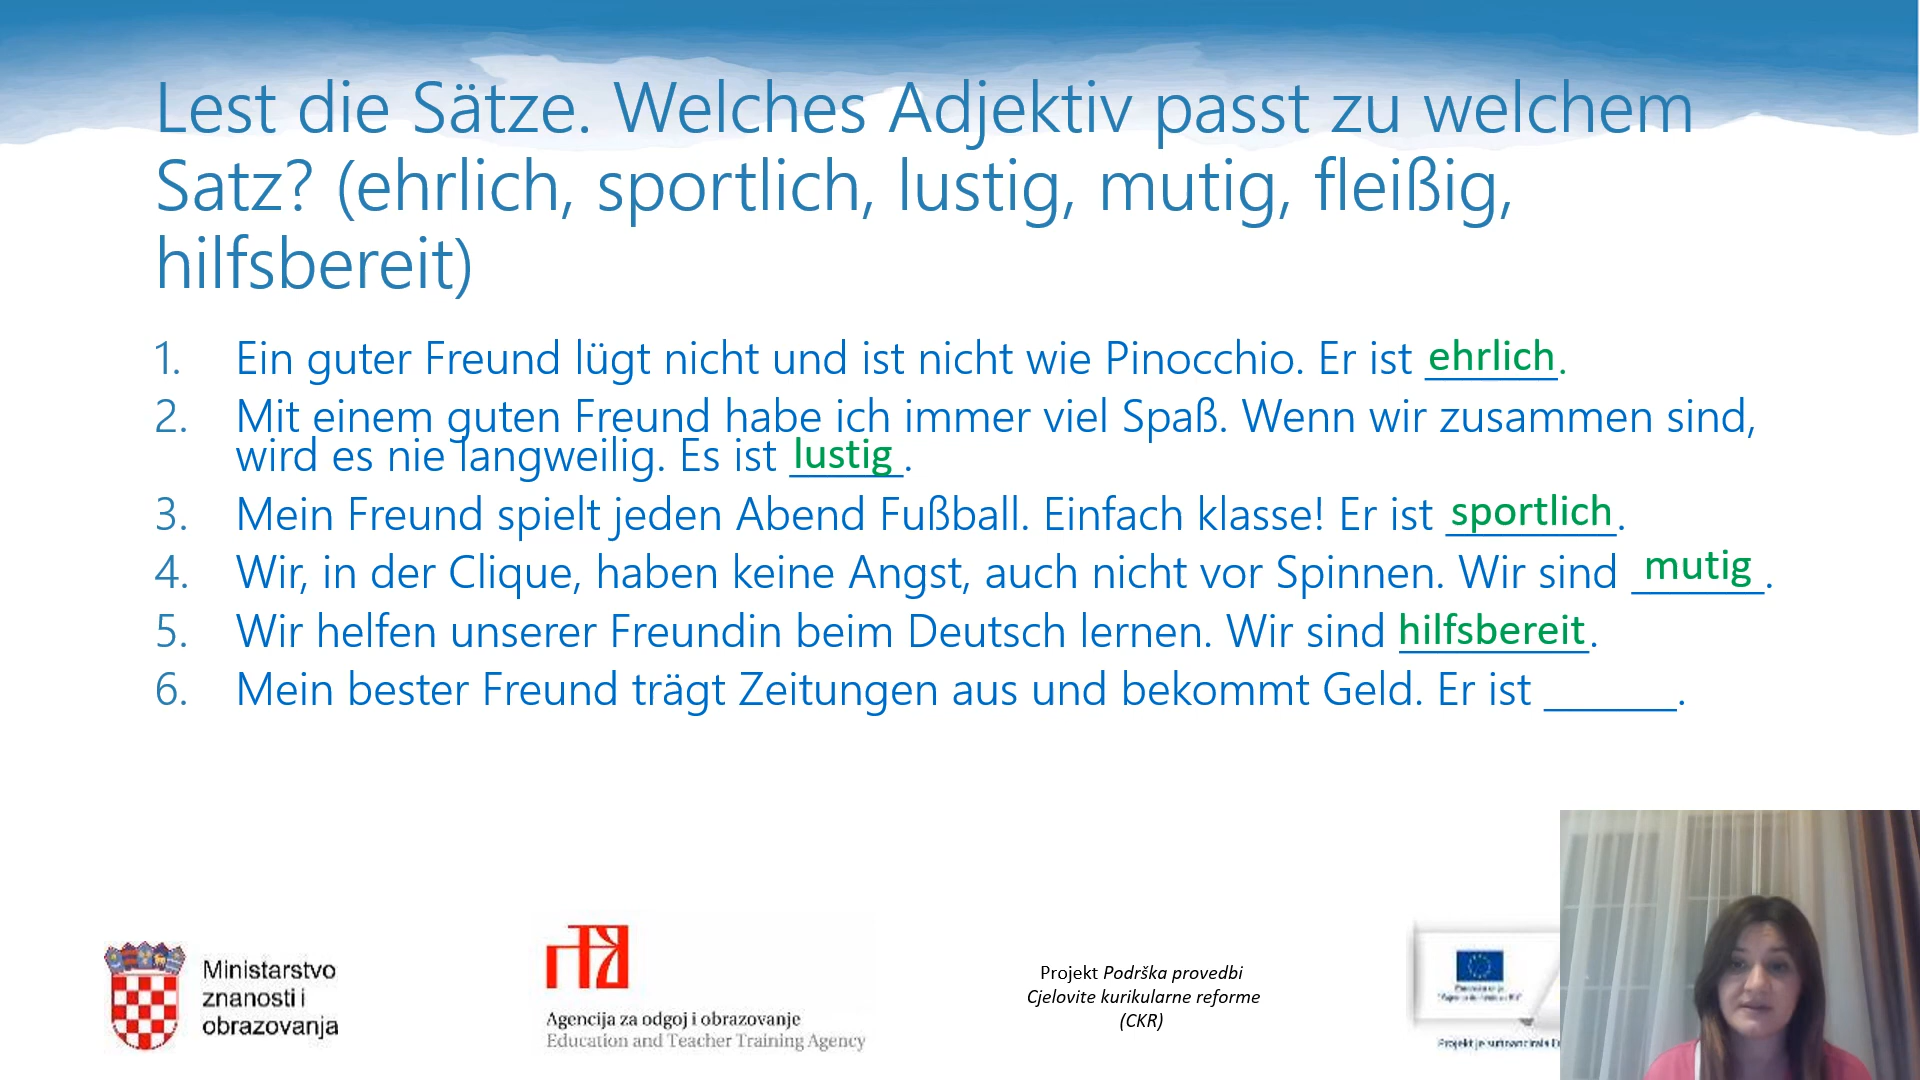 Lest die Sätze. Welches Adjektiv passt zu welchem
Satz? (ehrlich, sportlich, lustig, mutig, fleißig,
hilfsbereit)
1. Ein guter Freund lügt nicht und ist nicht wie Pinocchio. Er ist ehrlich.
2. Mit einem guten Freund habe ich immer viel Spaß. Wenn wir zusammen sind,
wird es nie langweilig. Es ist lustig.
3. Mein Freund spielt jeden Abend Fußball. Einfach klasse! Er ist sportlich.
4. Wir, in der Clique, haben keine Angst, auch nicht vor Spinnen. Wir sind mutig.
5. Wir helfen unserer Freundin beim Deutsch lernen. Wir sind hilfsbereit.
6. Mein bester Freund trägt Zeitungen aus und bekommt Geld. Er ist ______.
Ministarstvo
znanosti i
obrazovanja
Agencija za odgoj i obrazovanje
Education and Teacher Training Agency
Projekt Podrška provedbi
Cjelovite kurikularne reforme
(CKR)
Projekt je sufinancirala